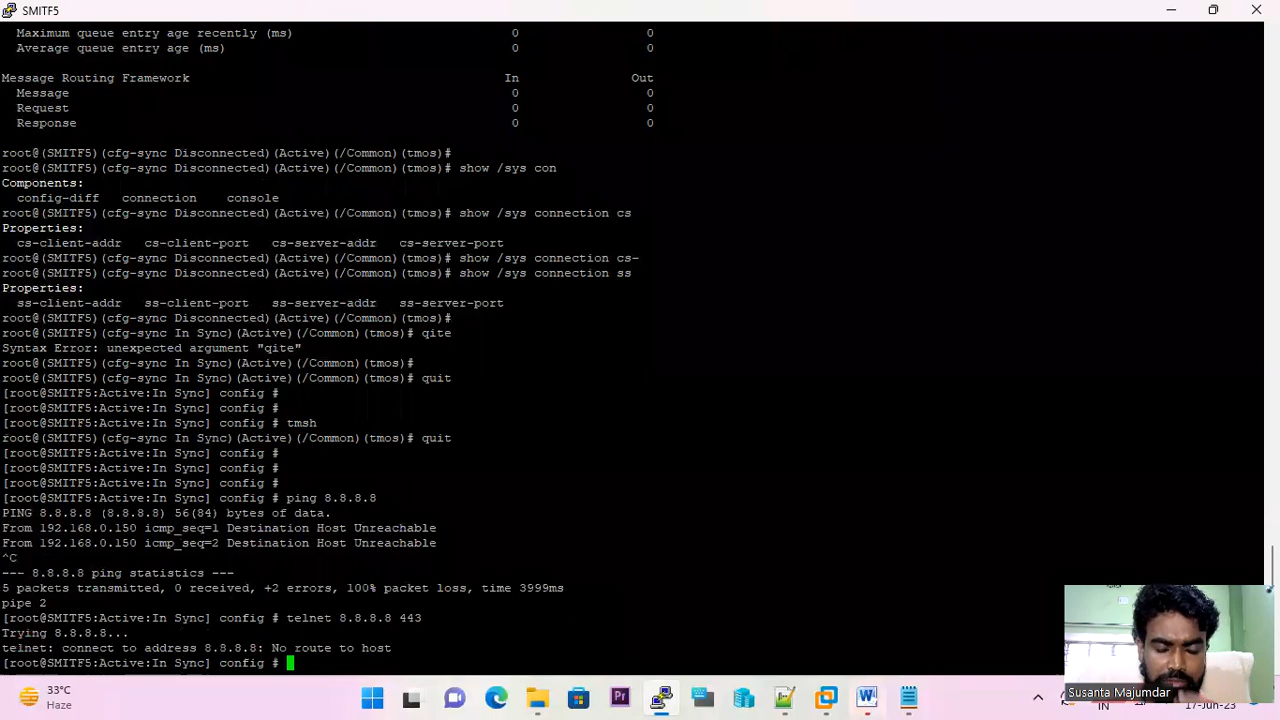 SMITF5
Maximum queue entry age recently (ms) 0 0
Average queue entry age (ms) 0 0
Message Routing Framework In Out
Message 0 0
Request 0 0
Response 0 0
root@(SMITF5)(cfg-sync Disconnected)(Active)(/Common)(tmos)#
root@(SMITF5)(cfg-sync Disconnected)(Active)(/Common)(tmos)# show /sys con
Components:
config-diff connection console
root@(SMITF5)(cfg-sync Disconnected)(Active)(/Common)(tmos)# show /sys connection cs
Properties:
cs-client-addr cs-client-port cs-server-addr cs-server-port
root@(SMITF5)(cfg-sync Disconnected)(Active)(/Common)(tmos)# show /sys connection cs-
root@(SMITF5)(cfg-sync Disconnected)(Active)(/Common)(tmos)# show /sys connection ss
Properties:
ss-client-addr ss-client-port ss-server-addr ss-server-port
root@(SMITF5)(cfg-sync Disconnected)(Active)(/Common)(tmos)#
root@(SMITF5)(cfg-sync In Sync)(Active)(/Common)(tmos)# qite
Syntax Error: unexpected argument "qite"
root@(SMITF5)(cfg-sync In Sync)(Active)(/Common)(tmos)#
root@(SMITF5)(cfg-sync In Sync)(Active)(/Common)(tmos)# quit
[root@SMITF5:Active:In Sync] config #
[root@SMITF5:Active:In Sync] config #
[root@SMITF5:Active:In Sync] config # tmsh
root@(SMITF5)(cfg-sync In Sync)(Active)(/Common)(tmos)# quit
[root@SMITF5:Active:In Sync] config #
[root@SMITF5:Active:In Sync] config #
[root@SMITF5:Active:In Sync] config #
[root@SMITF5:Active:In Sync] config # ping 8.8.8.8
PING 8.8.8.8 (8.8.8.8) 56(84) bytes of data.
From 192.168.0.150 icmp_seq=1 Destination Host Unreachable
From 192.168.0.150 icmp_seq=2 Destination Host Unreachable
^C
--- 8.8.8.8 ping statistics ---
5 packets transmitted, 0 received, +2 errors, 100% packet loss, time 3999ms
pipe 2
[root@SMITF5:Active:In Sync] config # telnet 8.8.8.8 443
Trying 8.8.8.8...
telnet: connect to address 8.8.8.8: No route to host
[root@SMITF5:Active:In Sync] config #
Susanta Majumdar
33°C
Haze
Pr
W
IN
17-Jun-23